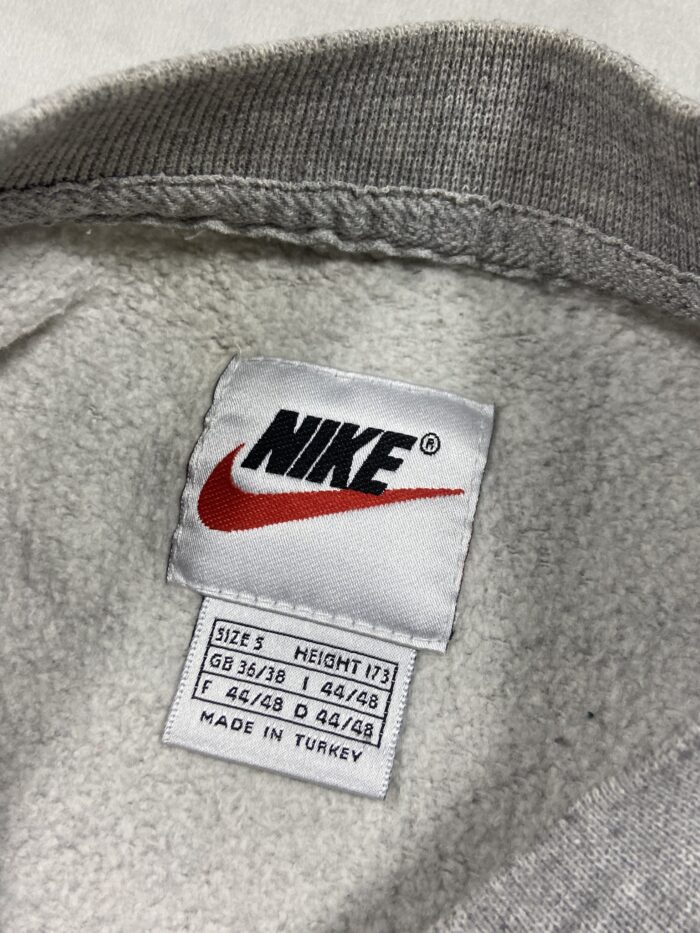 NIKE®
SIZE S HEIGHT 173
GB 36/38 I 44/48
F 44/48 D 44/48
MADE IN TURKEY